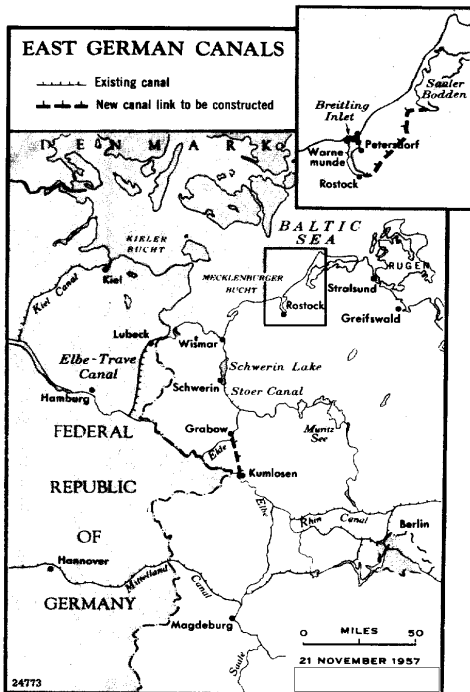 EAST GERMAN CANALS
Existing canal
New canal link to be constructed
Saaler
Bodden
Breitling
Inlet
Petersdorf
Warne
munde
Rostock
DENMARK
BALTIC
SEA
KIELER
BUCHT
Kiel
Kiel Canal
MECKLENBURGER
BUCHT
RUGEN
Stralsund
Rostock
Greifswald
Lubeck
Wismar
Elbe-Trave
Canal
Schwerin Lake
Schwerin
Stoer Canal
Hamburg
Grabow
Muritz
See
FEDERAL
Elde
Kumlosen
REPUBLIC
Elbe
Rhin Canal
Berlin
OF
Hannover
Mittelland
Canal
GERMANY
Magdeburg
Saale
0 MILES 50
21 NOVEMBER 1957
24773